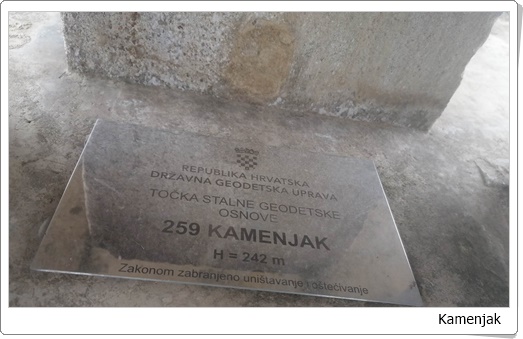 REPUBLIKA HRVATSKA
DRŽAVNA GEODETSKA UPRAVA
TOČKA STALNE GEODETSKE
OSNOVE
259 KAMENJAK
H = 242 m
Zakonom zabranjeno uništavanje i oštećivanje
Kamenjak